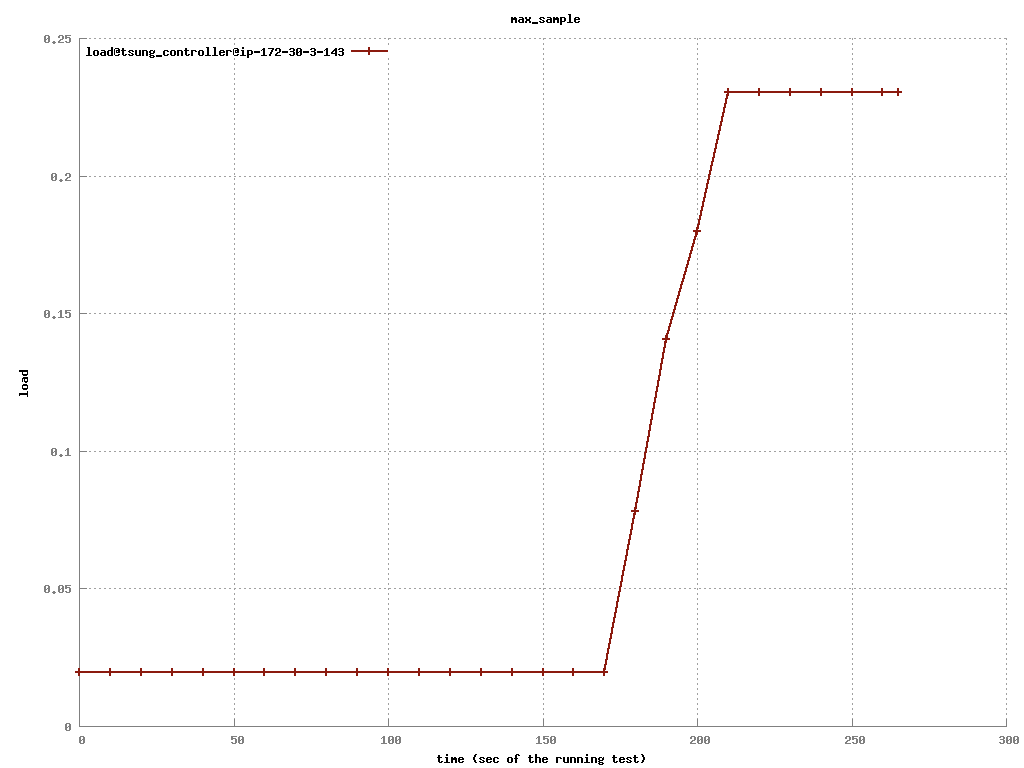 max_sample
load@tsung_controller@ip-172-30-3-143
0.25
0.2
0.15
load
0.1
0.05
0
0 50 100 150 200 250 300
time (sec of the running test)